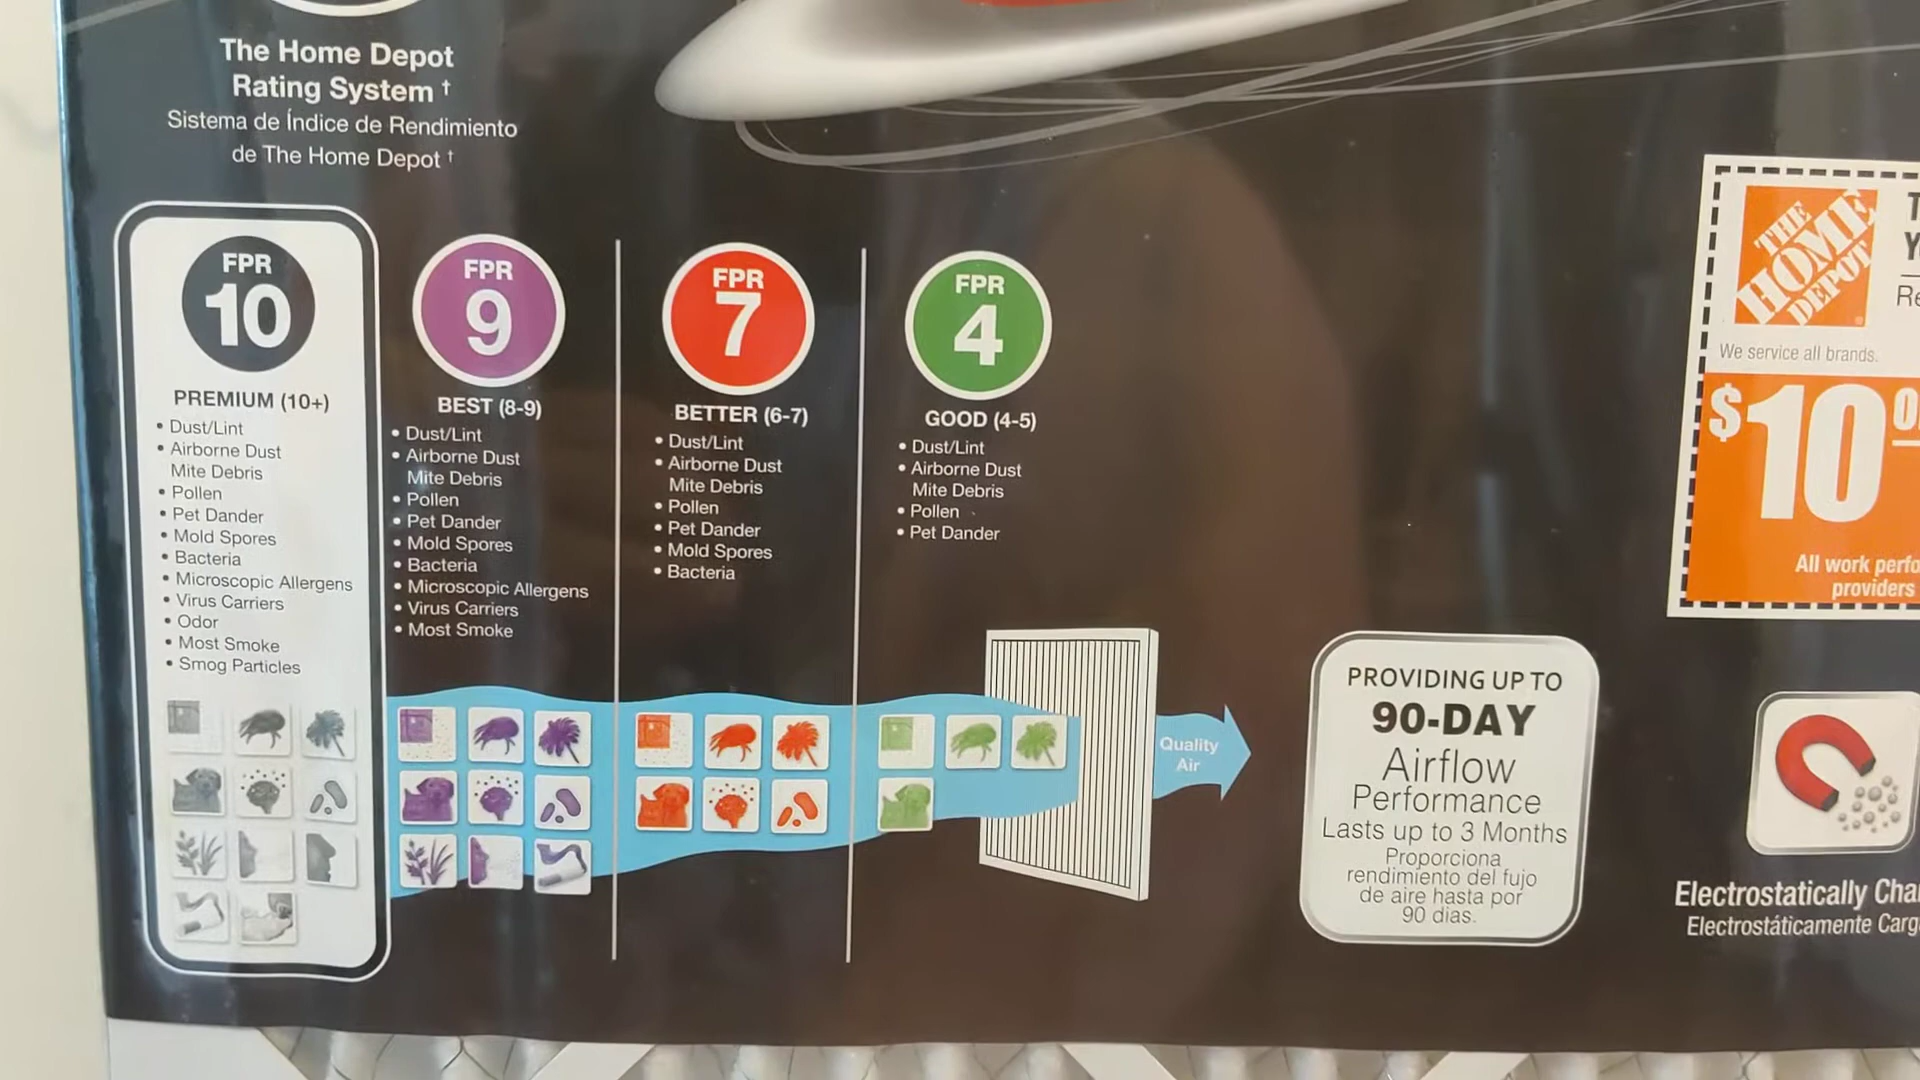 The Home Depot
Rating System †
Sistema de Índice de Rendimiento
de The Home Depot †
FPR
10
PREMIUM (10+)
• Dust/Lint
• Airborne Dust
Mite Debris
• Pollen
• Pet Dander
• Mold Spores
• Bacteria
• Microscopic Allergens
• Virus Carriers
• Odor
• Most Smoke
• Smog Particles
FPR
9
BEST (8-9)
• Dust/Lint
• Airborne Dust
Mite Debris
• Pollen
• Pet Dander
• Mold Spores
• Bacteria
• Microscopic Allergens
• Virus Carriers
• Most Smoke
FPR
7
BETTER (6-7)
• Dust/Lint
• Airborne Dust
Mite Debris
• Pollen
• Pet Dander
• Mold Spores
• Bacteria
FPR
4
GOOD (4-5)
• Dust/Lint
• Airborne Dust
Mite Debris
• Pollen
• Pet Dander
Quality
Air
PROVIDING UP TO
90-DAY
Airflow
Performance
Lasts up to 3 Months
Proporciona
rendimiento del fujo
de aire hasta por
90 dias.
THE
HOME
DEPOT
We service all brands.
$10
All work
providers
Electrostatically
Electrostáticamente